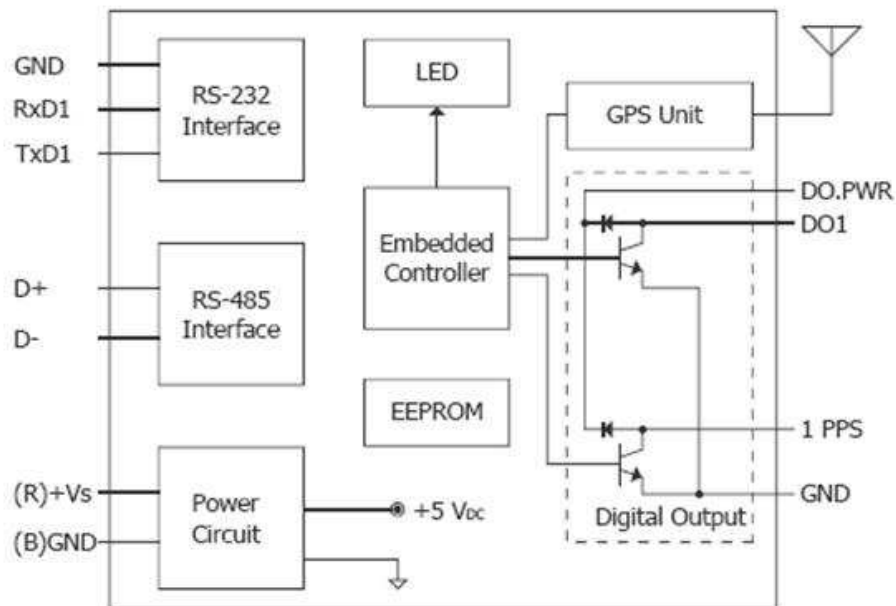 GND
RxD1
TxD1
RS-232
Interface
LED
GPS Unit
DO.PWR
DO1
Embedded
Controller
D+
D-
RS-485
Interface
EEPROM
1 PPS
GND
Digital Output
(R)+Vs
(B)GND
Power
Circuit
+5 VDC